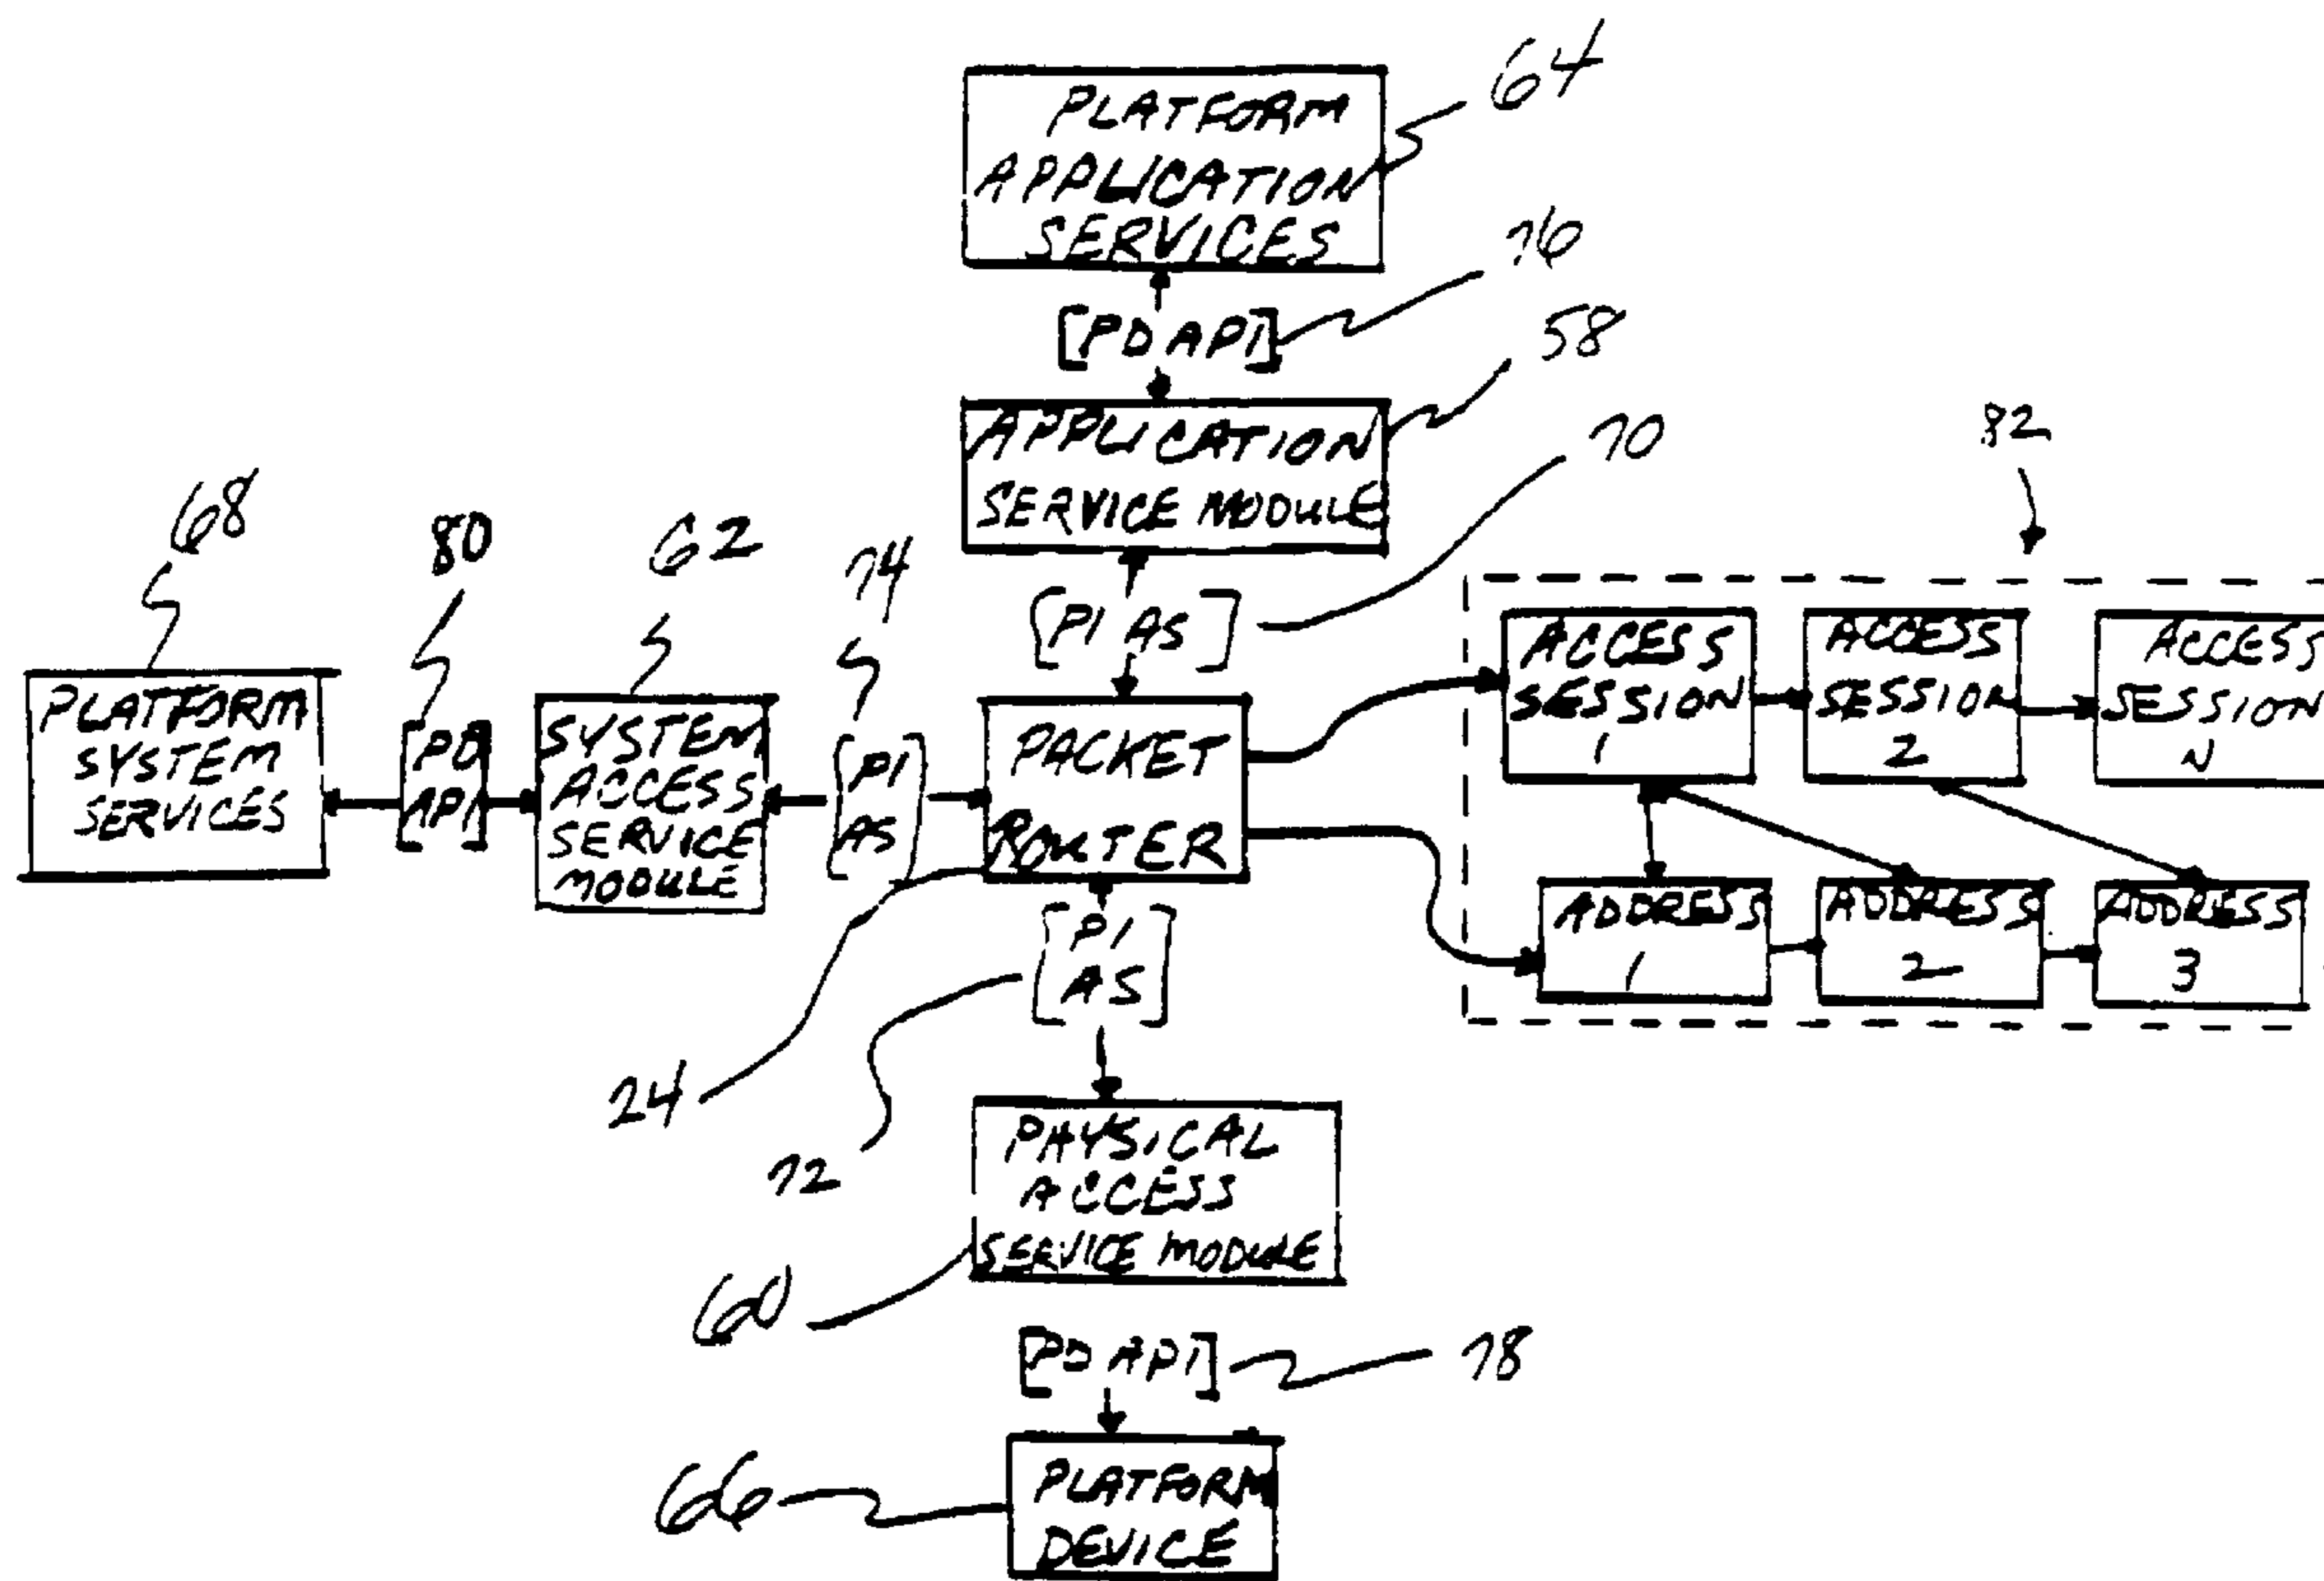 64
PLATFORM
APPLICATION
SERVICES
76
[PD API]
58
APPLICATION
SERVICE MODULE
70
82
68
80
62
74
[PI AS]
PLATFORM
SYSTEM
SERVICES
[PD
API]
SYSTEM
ACCESS
SERVICE
MODULE
[PI
AS]
PACKET
ROUTER
ACCESS
SESSION
1
ACCESS
SESSION
2
ACCESS
SESSION
N
ADDRESS
1
ADDRESS
2
ADDRESS
3
[PI
AS]
24
72
PHYSICAL
ACCESS
SERVICE MODULE
60
[PD API]
78
66
PLATFORM
DEVICE